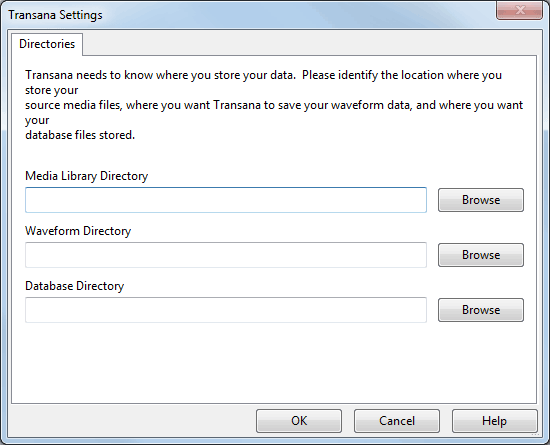 Transana Settings
Directories
Transana needs to know where you store your data.  Please identify the location where you
store your
source media files, where you want Transana to save your waveform data, and where you want
your
database files stored.
Media Library Directory
Browse
Waveform Directory
Browse
Database Directory
Browse
OK
Cancel
Help